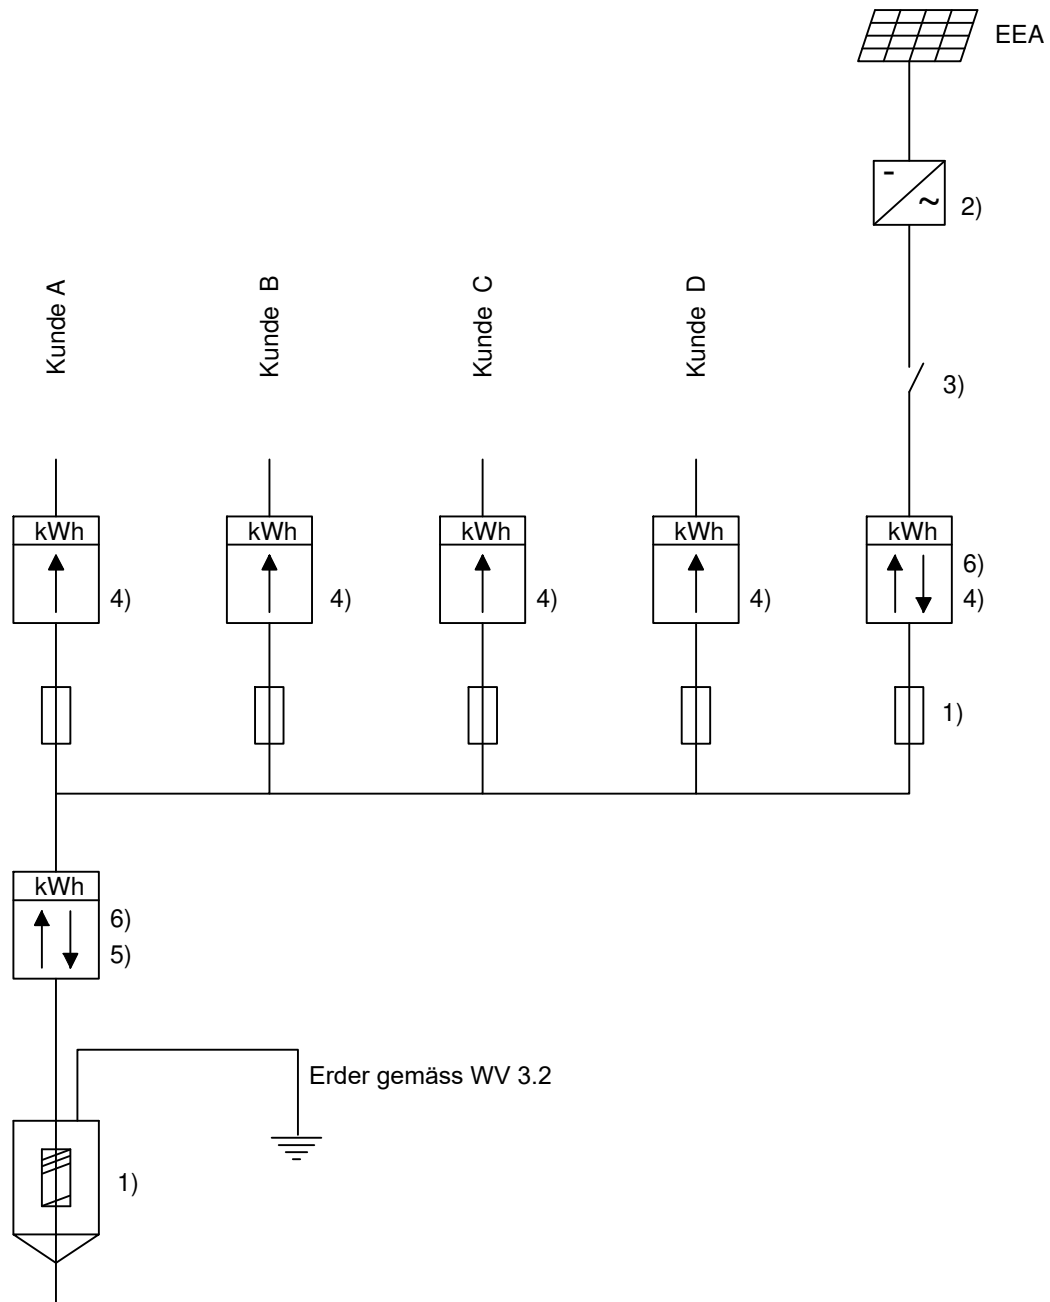 EEA
-
~
2)
Kunde A
Kunde B
Kunde C
Kunde D
3)
kWh
kWh
kWh
kWh
kWh
6)
4)
4)
4)
4)
4)
1)
kWh
6)
5)
Erder gemäss WV 3.2
1)